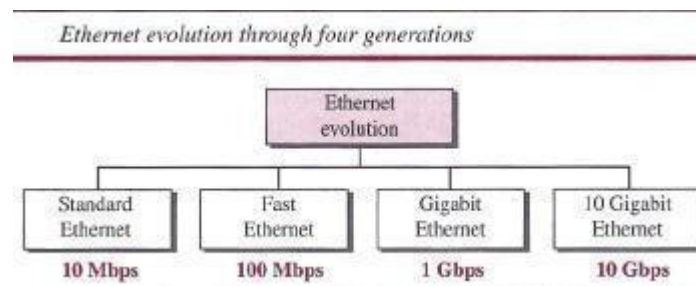 Ethernet evolution through four generations
Ethernet
evolution
Standard
Ethernet
Fast
Ethernet
Gigabit
Ethernet
10 Gigabit
Ethernet
10 Mbps
100 Mbps
1 Gbps
10 Gbps